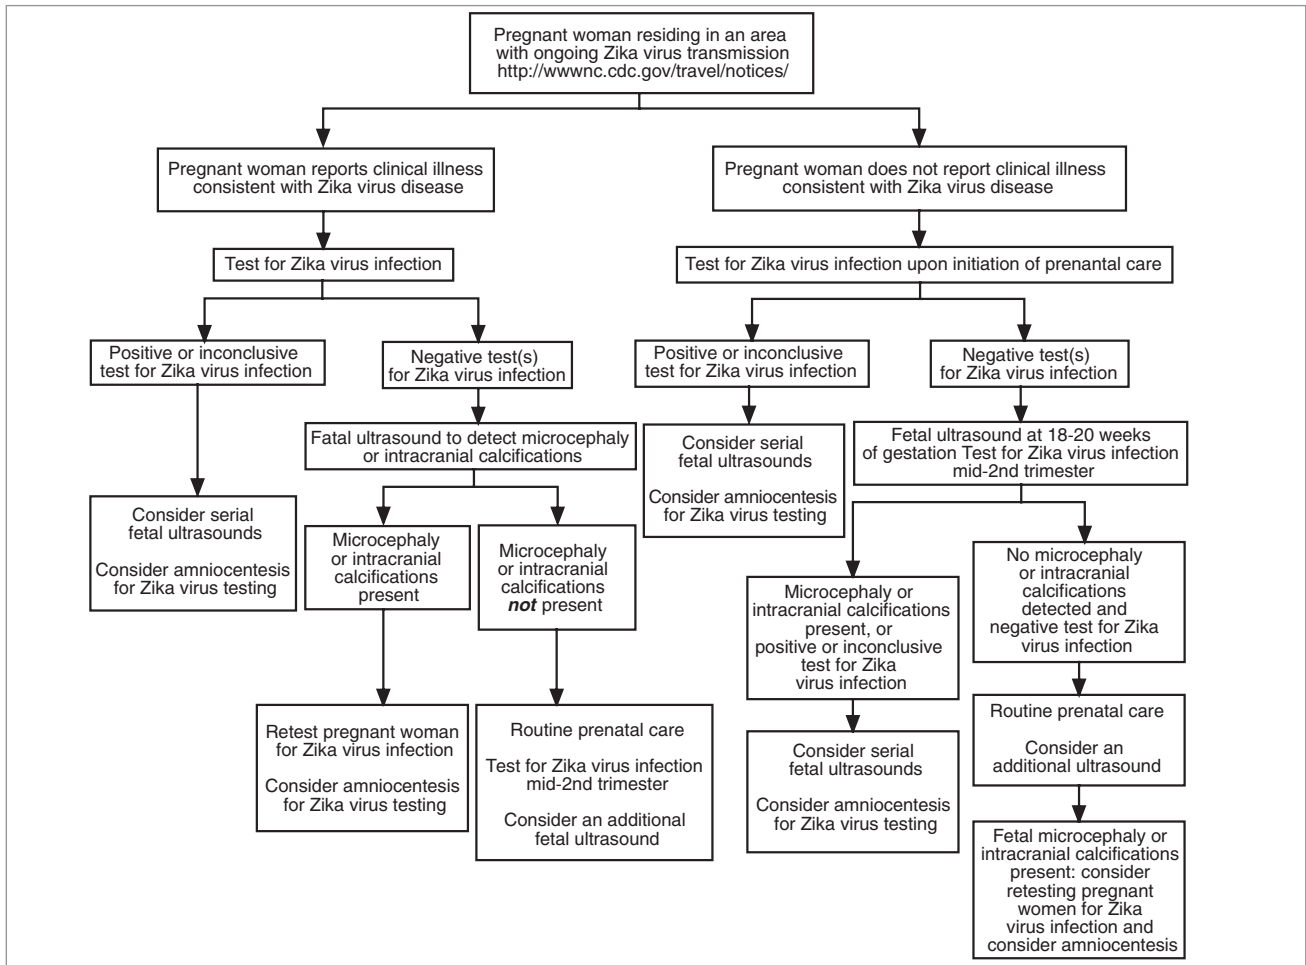 Pregnant woman residing in an area
with ongoing Zika virus transmission
http://wwwnc.cdc.gov/travel/notices/
Pregnant woman reports clinical illness
consistent with Zika virus disease
Pregnant woman does not report clinical illness
consistent with Zika virus disease
Test for Zika virus infection
Test for Zika virus infection upon initiation of prenantal care
Positive or inconclusive
test for Zika virus infection
Negative test(s)
for Zika virus infection
Positive or inconclusive
test for Zika virus infection
Negative test(s)
for Zika virus infection
Fatal ultrasound to detect microcephaly
or intracranial calcifications
Consider serial
fetal ultrasounds
Consider amniocentesis
for Zika virus testing
Fetal ultrasound at 18-20 weeks
of gestation Test for Zika virus infection
mid-2nd trimester
Consider serial
fetal ultrasounds
Consider amniocentesis
for Zika virus testing
Microcephaly
or intracranial
calcifications
present
Microcephaly
or intracranial
calcifications
not present
Microcephaly or
intracranial calcifications
present, or
positive or inconclusive
test for Zika
virus infection
No microcephaly
or intracranial
calcifications
detected and
negative test for Zika
virus infection
Retest pregnant woman
for Zika virus infection
Consider amniocentesis
for Zika virus testing
Routine prenatal care
Test for Zika virus infection
mid-2nd trimester
Consider an additional
fetal ultrasound
Consider serial
fetal ultrasounds
Consider amniocentesis
for Zika virus testing
Routine prenatal care
Consider an
additional ultrasound
Fetal microcephaly or
intracranial calcifications
present: consider
retesting pregnant
women for Zika
virus infection and
consider amniocentesis